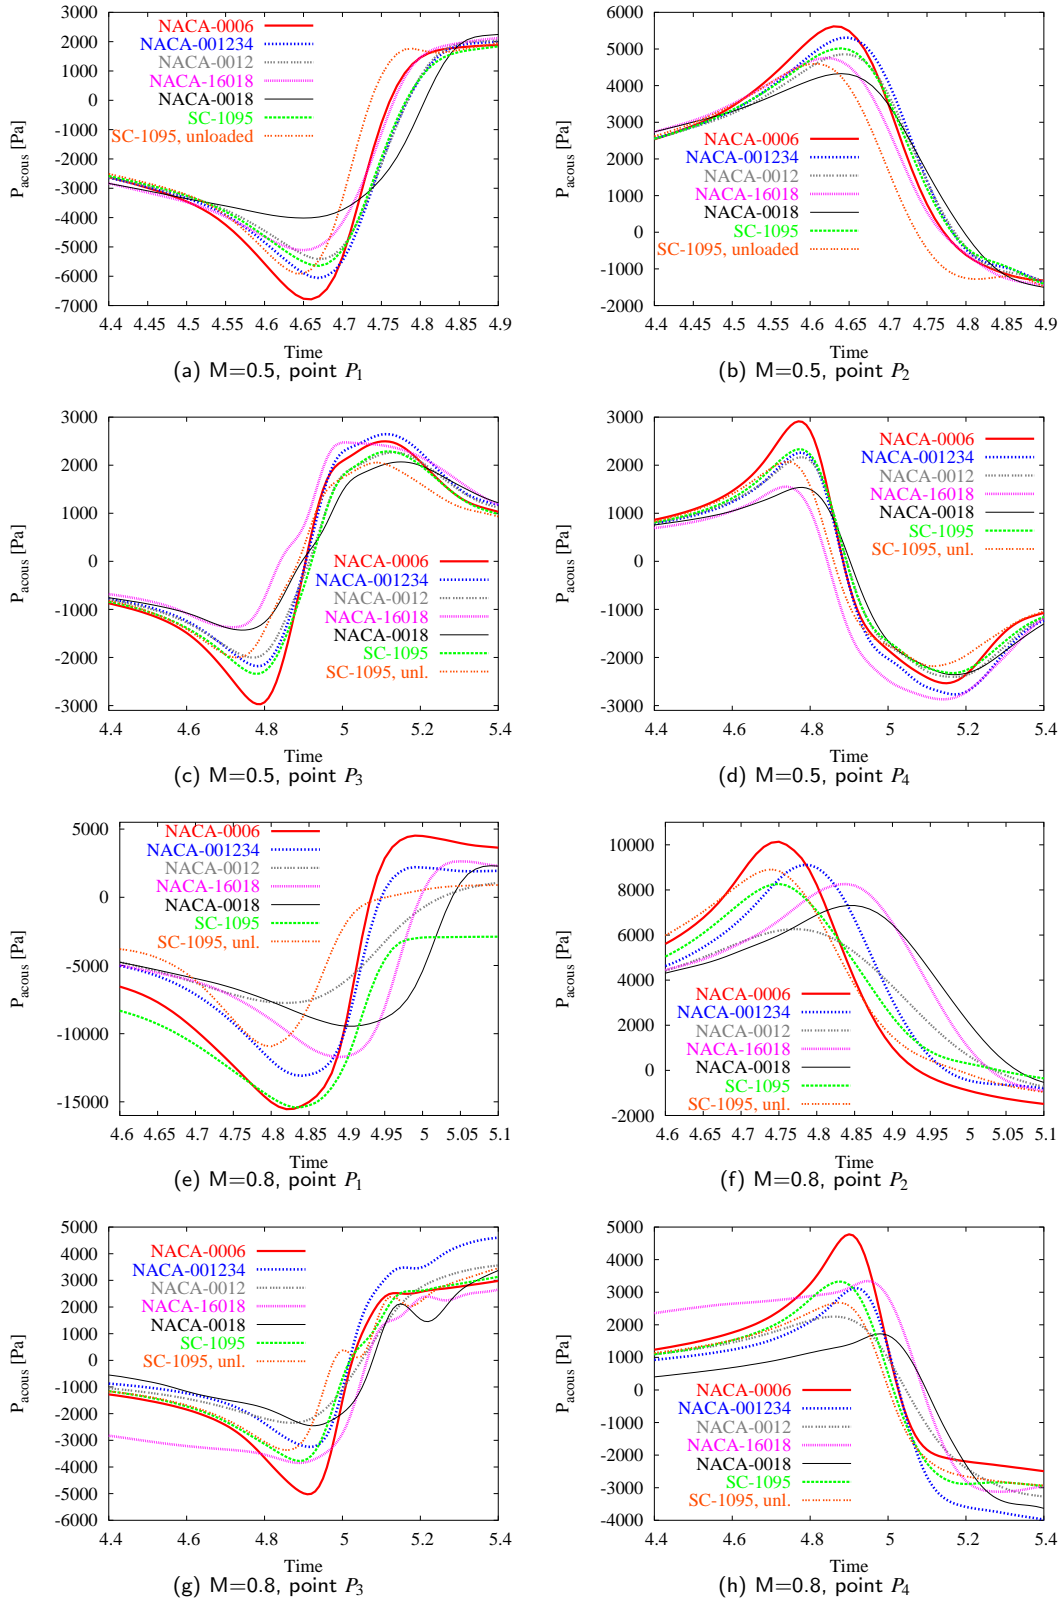 3000
2000
1000
0
-1000
-2000
-3000
-4000
-5000
-6000
-7000
P_acous [Pa]
NACA-0006
NACA-001234
NACA-0012
NACA-16018
NACA-0018
SC-1095
SC-1095, unloaded
4.4 4.45 4.5 4.55 4.6 4.65 4.7 4.75 4.8 4.85 4.9
Time
(a) M=0.5, point P₁
6000
5000
4000
3000
2000
1000
0
-1000
-2000
P_acous [Pa]
NACA-0006
NACA-001234
NACA-0012
NACA-16018
NACA-0018
SC-1095
SC-1095, unloaded
4.4 4.45 4.5 4.55 4.6 4.65 4.7 4.75 4.8 4.85 4.9
Time
(b) M=0.5, point P₂
3000
2000
1000
0
-1000
-2000
-3000
P_acous [Pa]
NACA-0006
NACA-001234
NACA-0012
NACA-16018
NACA-0018
SC-1095
SC-1095, unl.
4.4 4.6 4.8 5 5.2 5.4
Time
(c) M=0.5, point P₃
3000
2000
1000
0
-1000
-2000
-3000
P_acous [Pa]
NACA-0006
NACA-001234
NACA-0012
NACA-16018
NACA-0018
SC-1095
SC-1095, unl.
4.4 4.6 4.8 5 5.2 5.4
Time
(d) M=0.5, point P₄
5000
0
-5000
-10000
-15000
P_acous [Pa]
NACA-0006
NACA-001234
NACA-0012
NACA-16018
NACA-0018
SC-1095
SC-1095, unl.
4.6 4.65 4.7 4.75 4.8 4.85 4.9 4.95 5 5.05 5.1
Time
(e) M=0.8, point P₁
10000
8000
6000
4000
2000
0
-2000
P_acous [Pa]
NACA-0006
NACA-001234
NACA-0012
NACA-16018
NACA-0018
SC-1095
SC-1095, unl.
4.6 4.65 4.7 4.75 4.8 4.85 4.9 4.95 5 5.05 5.1
Time
(f) M=0.8, point P₂
5000
4000
3000
2000
1000
0
-1000
-2000
-3000
-4000
-5000
-6000
P_acous [Pa]
NACA-0006
NACA-001234
NACA-0012
NACA-16018
NACA-0018
SC-1095
SC-1095, unl.
4.4 4.6 4.8 5 5.2 5.4
Time
(g) M=0.8, point P₃
5000
4000
3000
2000
1000
0
-1000
-2000
-3000
-4000
P_acous [Pa]
NACA-0006
NACA-001234
NACA-0012
NACA-16018
NACA-0018
SC-1095
SC-1095, unl.
4.4 4.6 4.8 5 5.2 5.4
Time
(h) M=0.8, point P₄